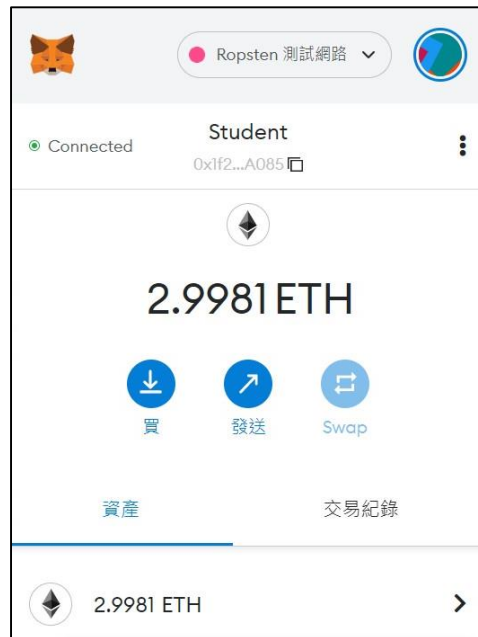 Ropsten 測試網路
Connected
Student
0x1f2...A085
2.9981 ETH
買
發送
Swap
資產
交易紀錄
2.9981 ETH